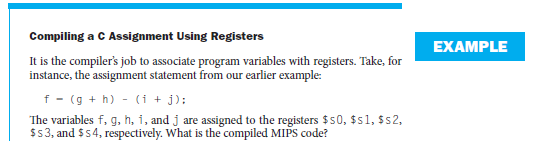 Compiling a C Assignment Using Registers
EXAMPLE
It is the compiler's job to associate program variables with registers. Take, for
instance, the assignment statement from our earlier example:
f = (g + h) - (i + j);
The variables f, g, h, i, and j are assigned to the registers $s0, $s1, $s2,
$s3, and $s4, respectively. What is the compiled MIPS code?